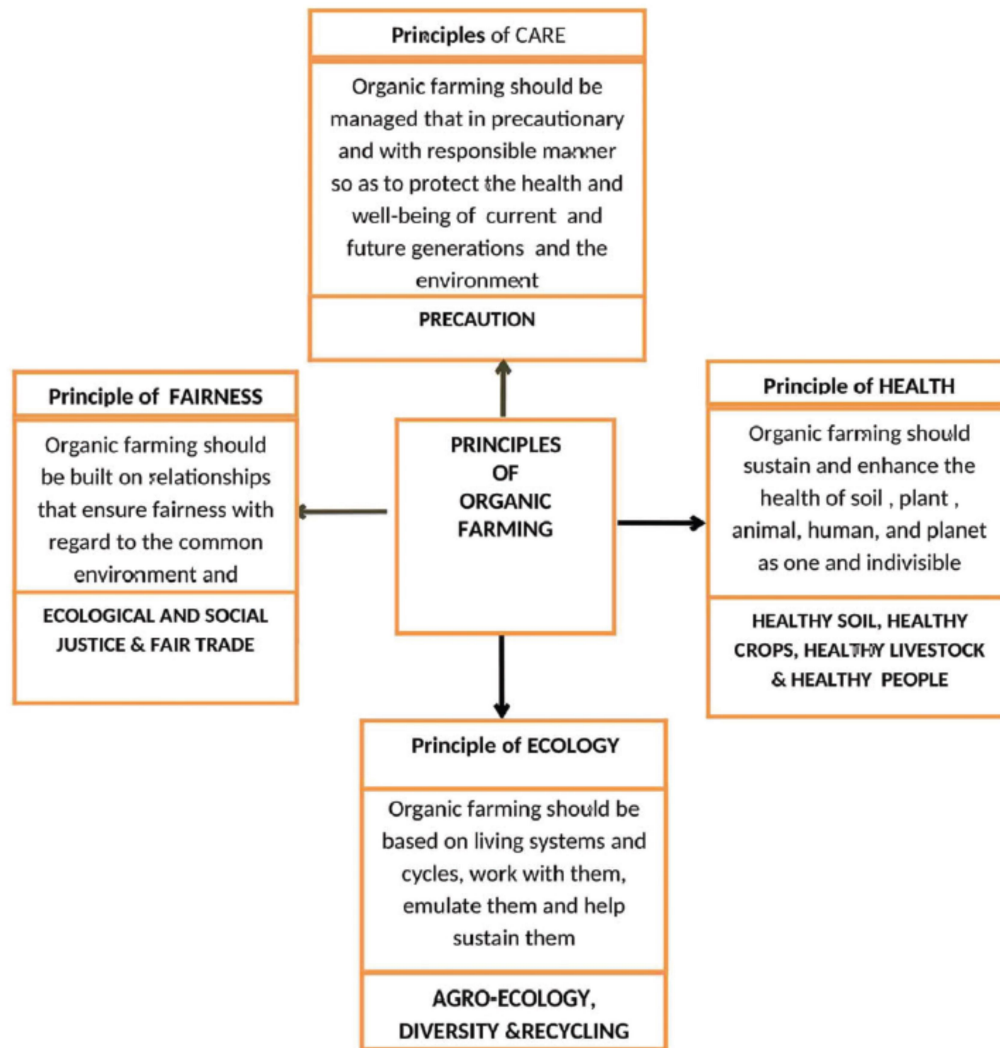 Principles of CARE
Organic farming should be
managed that in precautionary
and with responsible manner
so as to protect the health and
well-being of current and
future generations and the
environment
PRECAUTION
Principle of FAIRNESS
Organic farming should
be built on relationships
that ensure fairness with
regard to the common
environment and
ECOLOGICAL AND SOCIAL
JUSTICE & FAIR TRADE
PRINCIPLES
OF
ORGANIC
FARMING
Principle of HEALTH
Organic farming should
sustain and enhance the
health of soil , plant ,
animal, human, and planet
as one and indivisible
HEALTHY SOIL, HEALTHY
CROPS, HEALTHY LIVESTOCK
& HEALTHY PEOPLE
Principle of ECOLOGY
Organic farming should be
based on living systems and
cycles, work with them,
emulate them and help
sustain them
AGRO-ECOLOGY,
DIVERSITY &RECYCLING